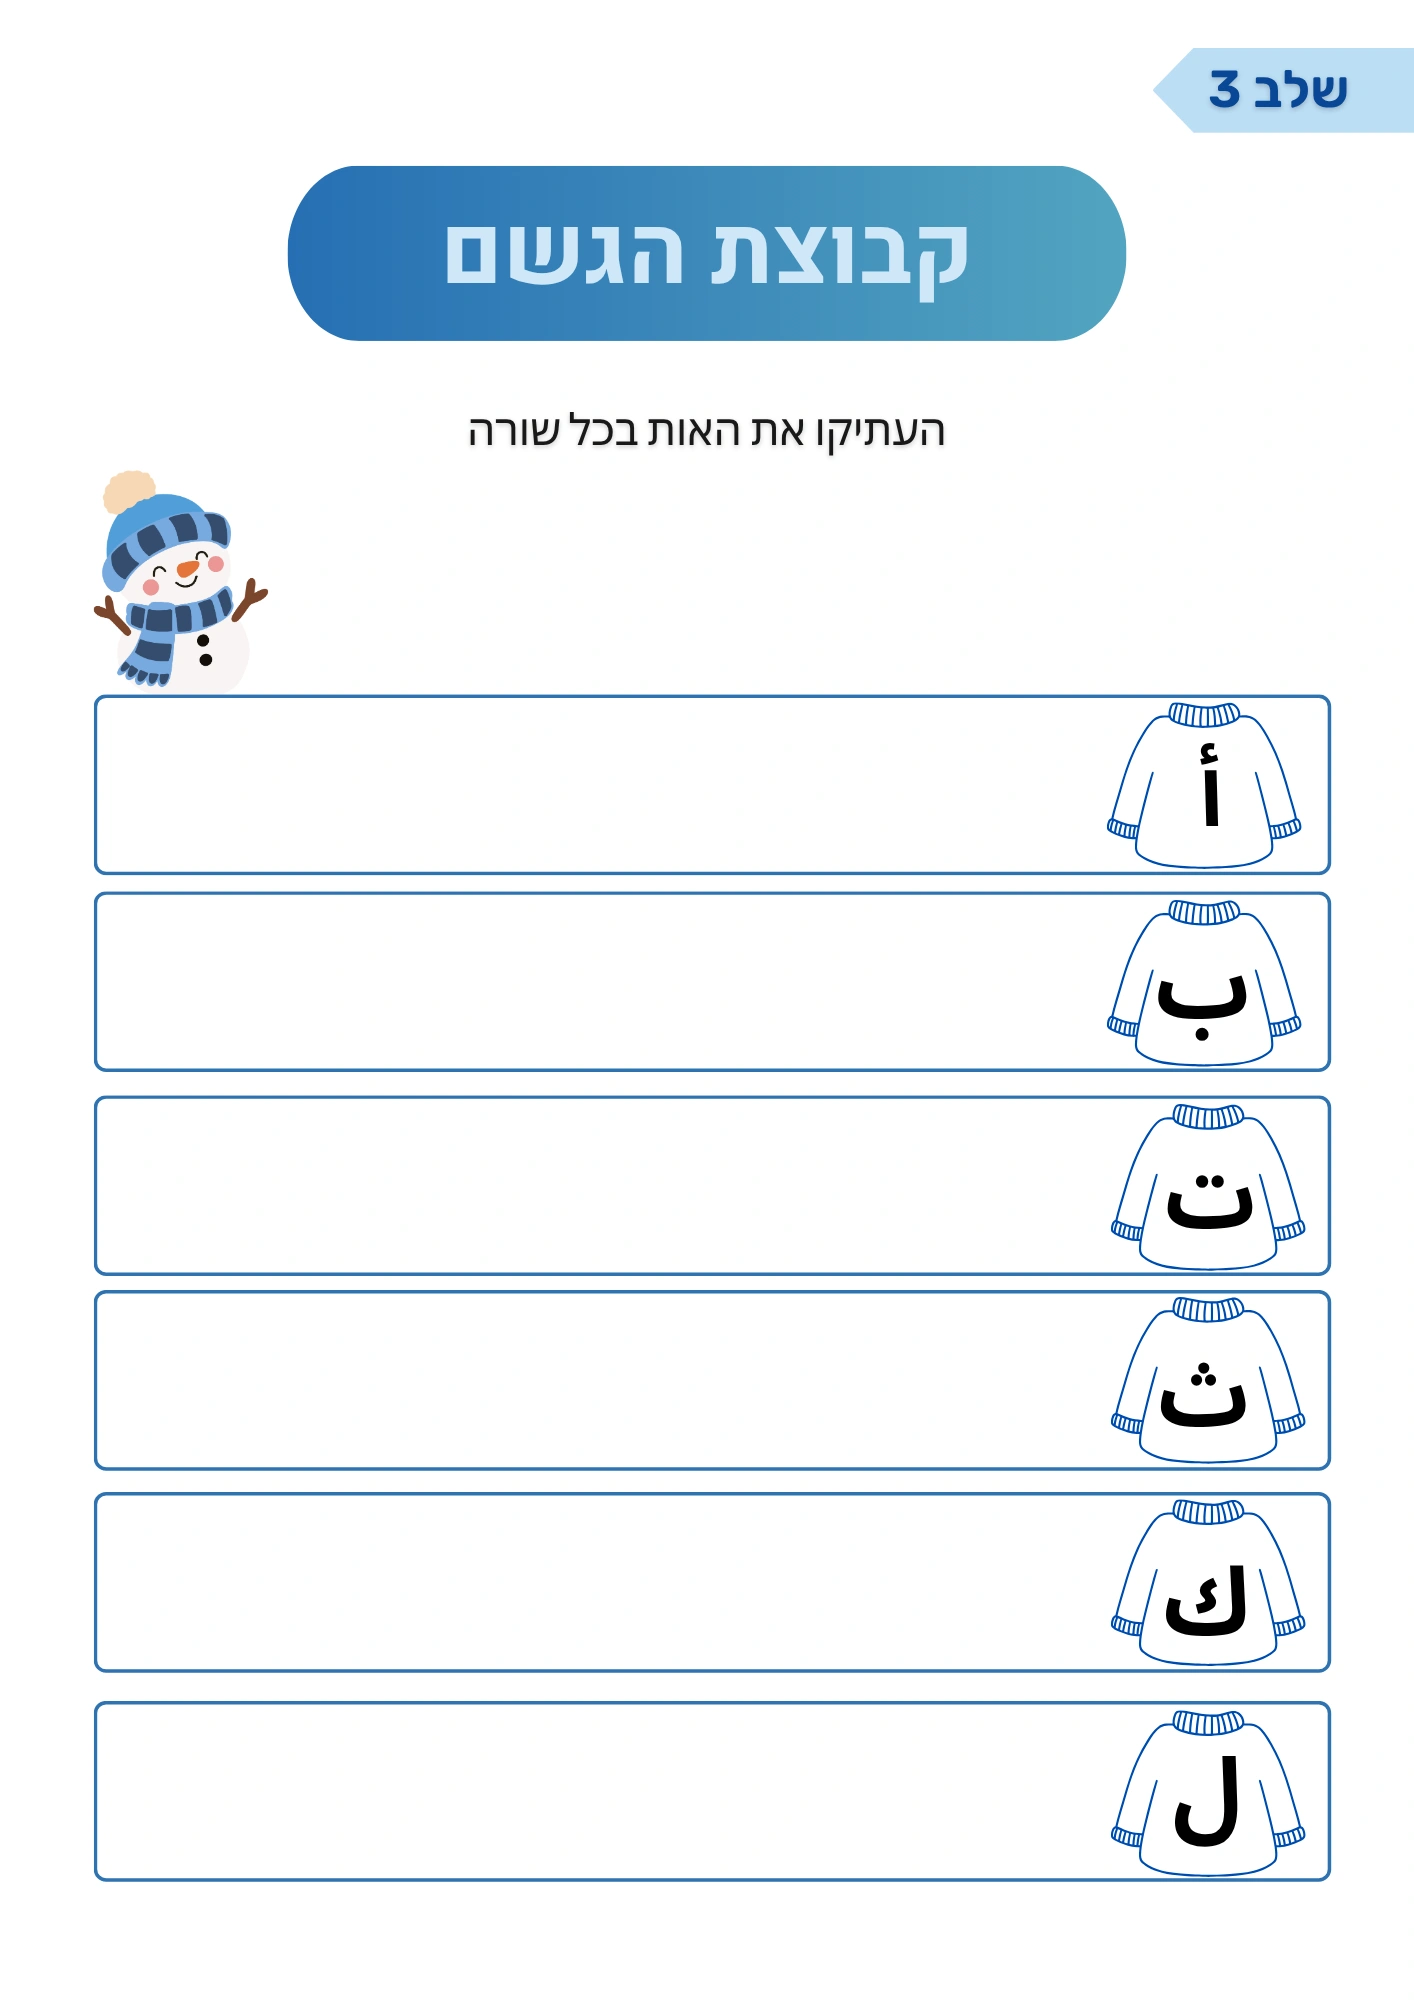 שלב 3
קבוצת הגשם
העתיקו את האות בכל שורה
أ
ب
ت
ث
ك
ل